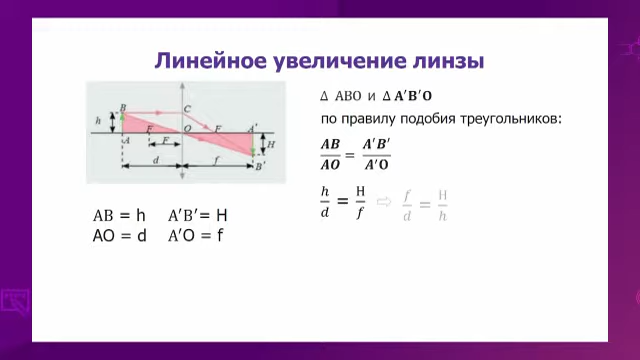 Линейное увеличение линзы
B
C
h
A
F
O
F
A'
H
F
B'
d
f
AB = h A′B′= H
AO = d A′O = f
Δ ABO и Δ A′B′O
по правилу подобия треугольников:
AB/AO = A′B′/A′O
h/d = H/f ⇨ f/d = H/h